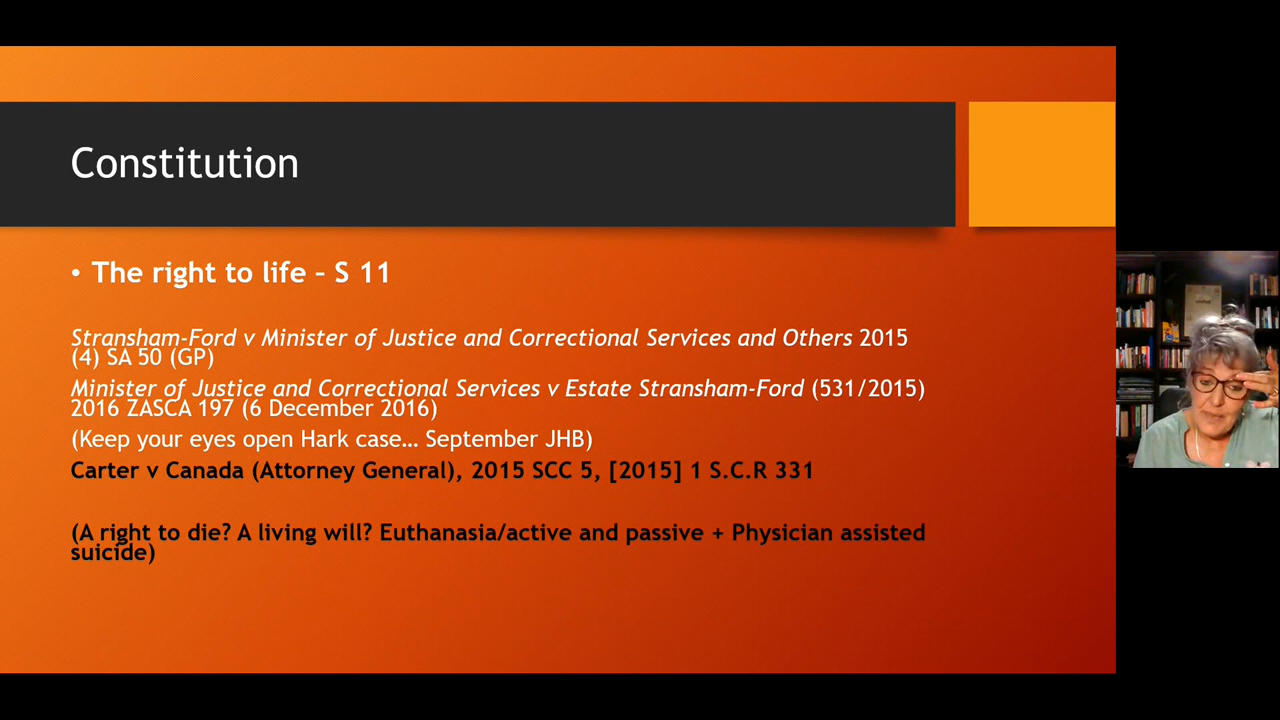 Constitution
• The right to life – S 11
Stransham-Ford v Minister of Justice and Correctional Services and Others 2015
(4) SA 50 (GP)
Minister of Justice and Correctional Services v Estate Stransham-Ford (531/2015)
2016 ZASCA 197 (6 December 2016)
(Keep your eyes open Hark case… September JHB)
Carter v Canada (Attorney General), 2015 SCC 5, [2015] 1 S.C.R 331
(A right to die? A living will? Euthanasia/active and passive + Physician assisted
suicide)